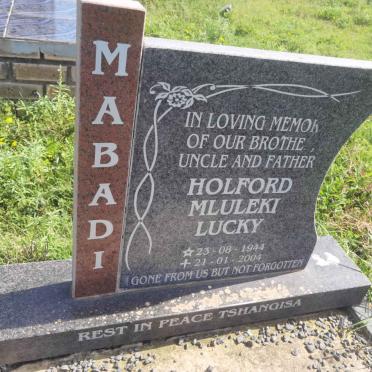 MABADI
IN LOVING MEMOR
OF OUR BROTHE,
UNCLE AND FATHER
HOLFORD
MLULEKI
LUCKY
☆ 23-08-1944
✝ 21-01-2004
GONE FROM US BUT NOT FORGOTTEN
REST IN PEACE TSHANGISA